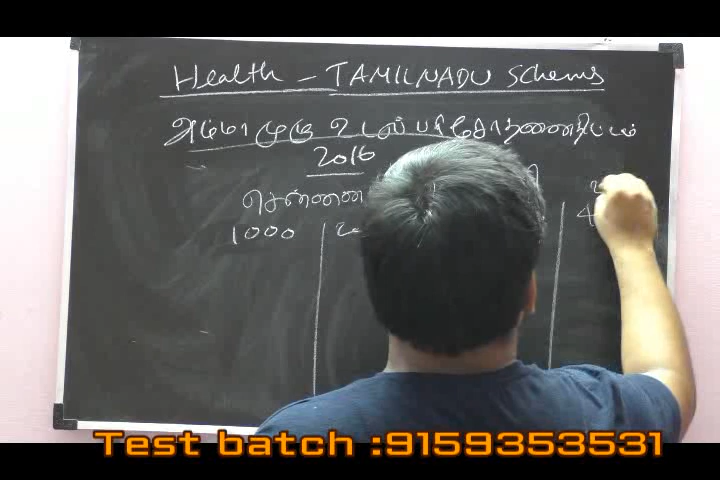 Health - TAMILNADU Schems
அம்மா முழு உடல் பரிசோதனைதிட்டம்
2016
சென்னை
1000
Test batch :9159353531